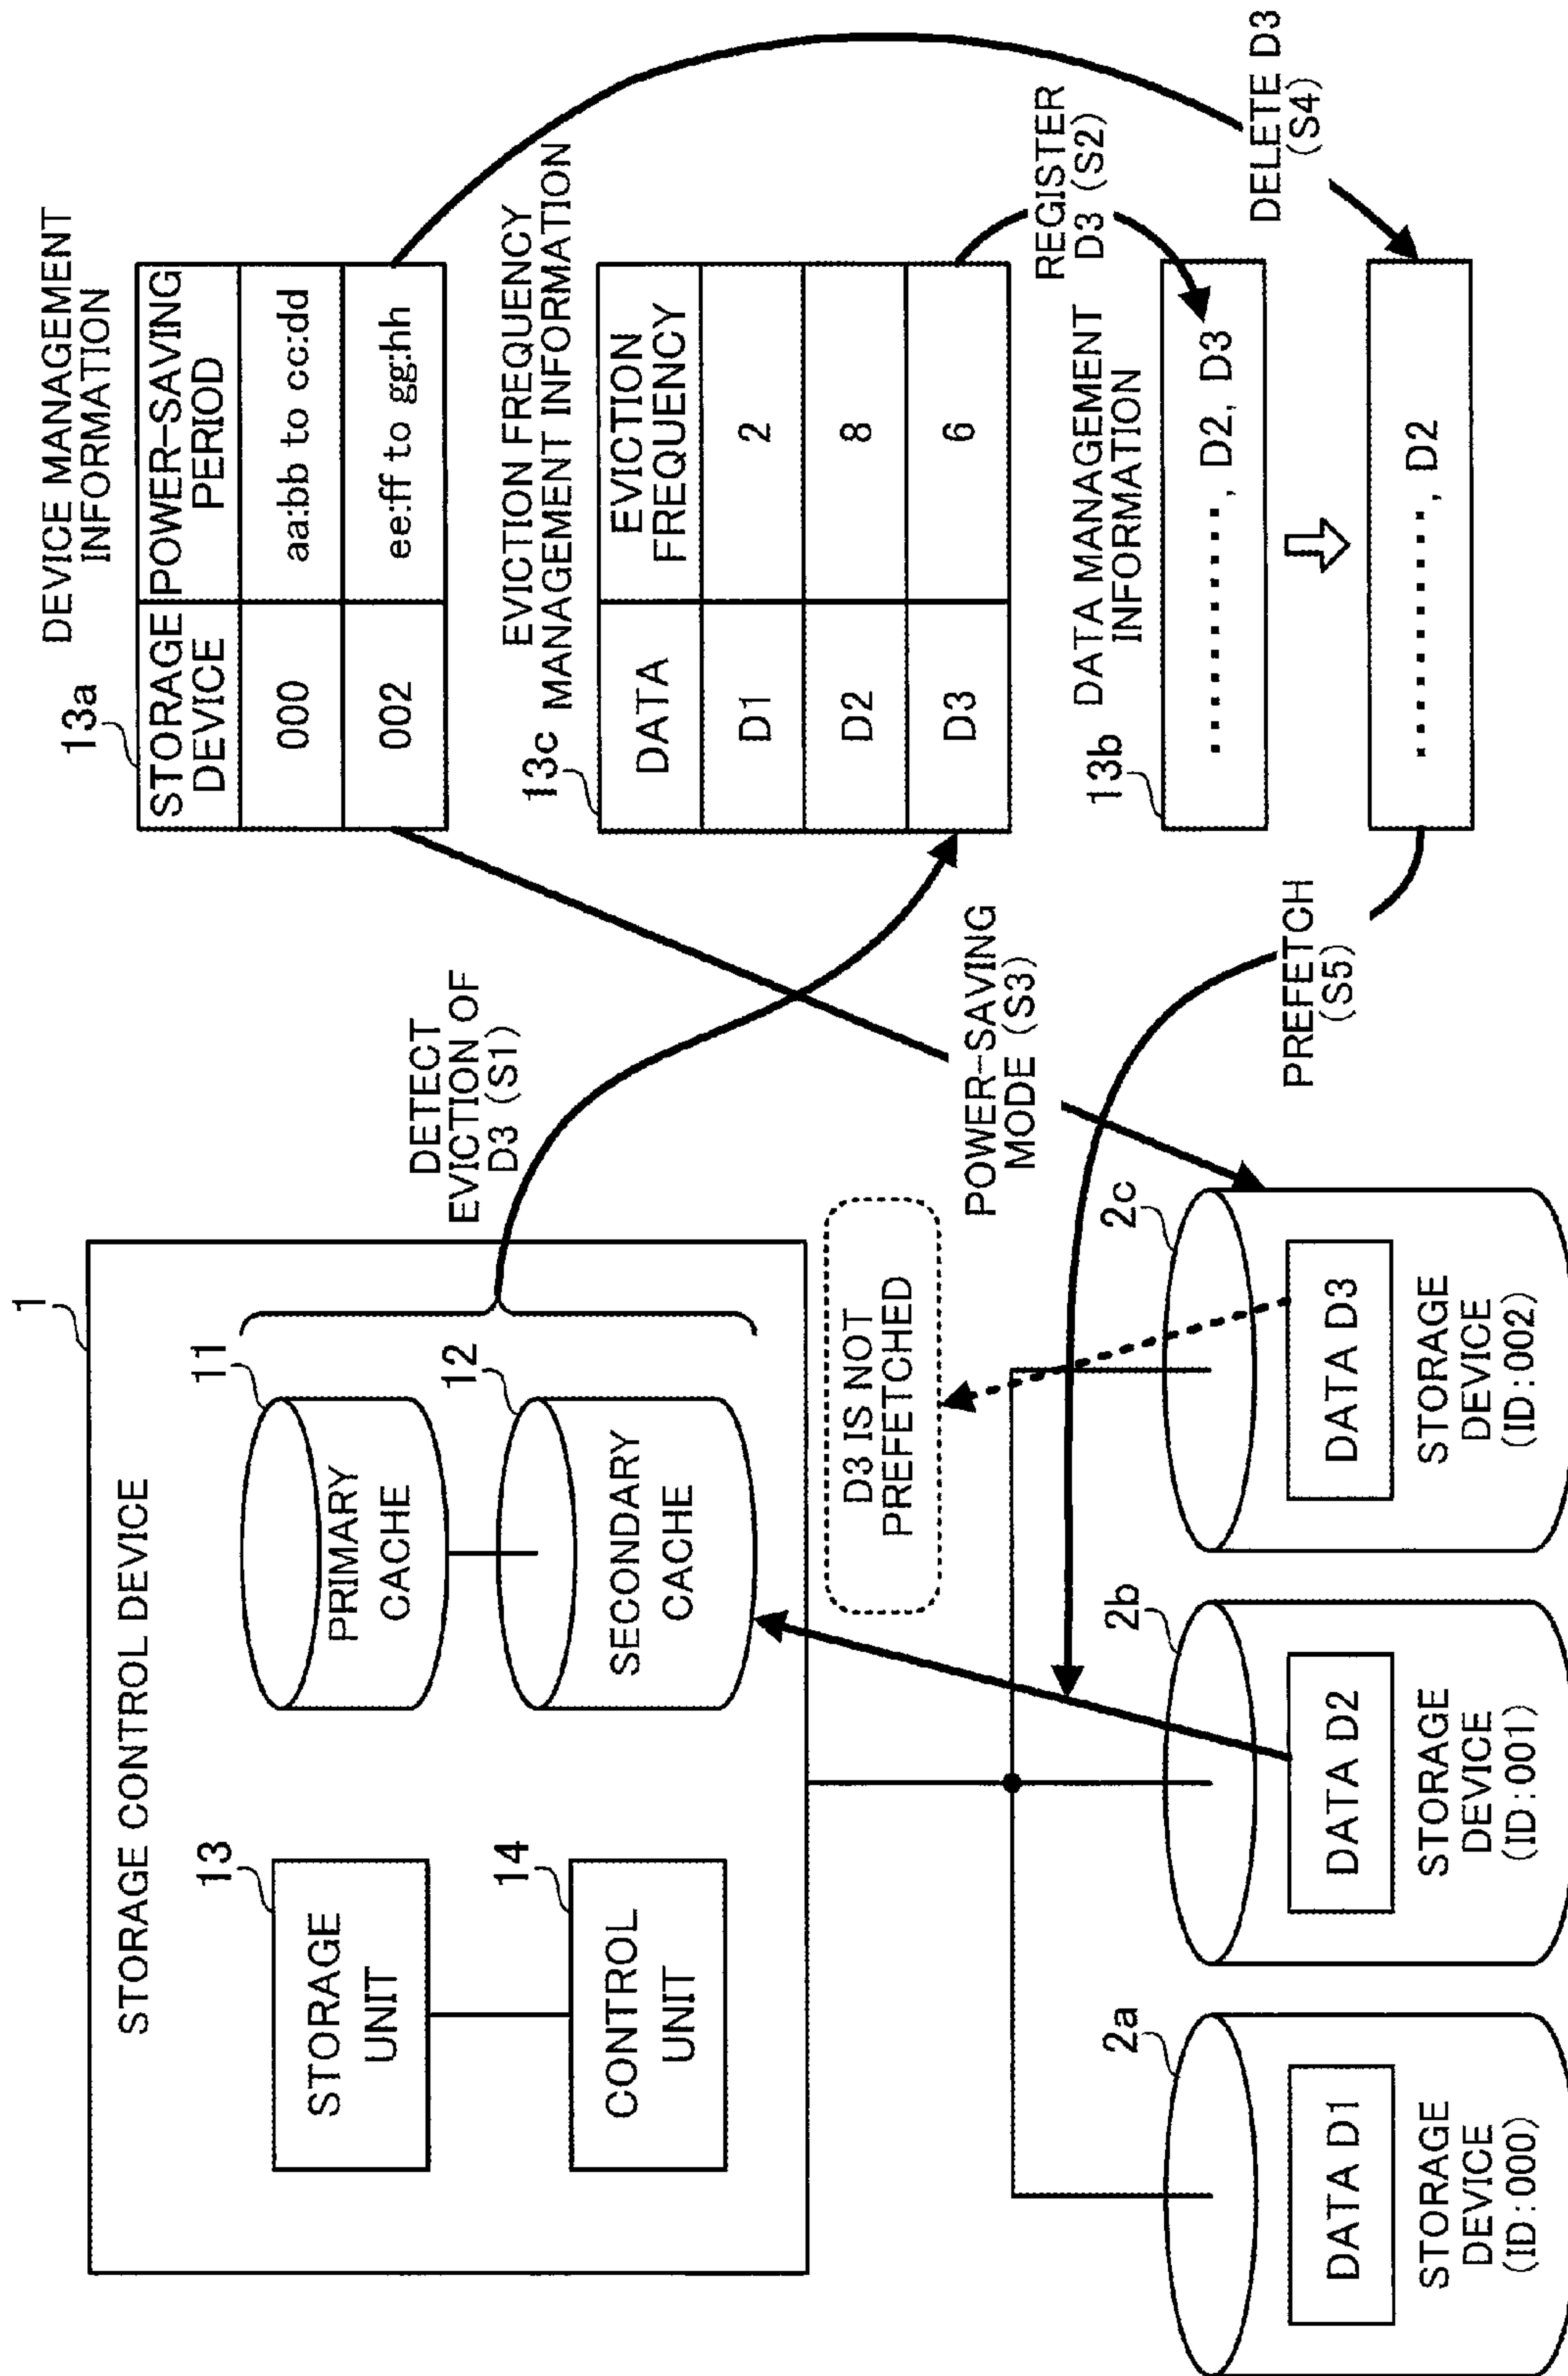 1
STORAGE CONTROL DEVICE
13
STORAGE
UNIT
14
CONTROL
UNIT
11
PRIMARY
CACHE
12
SECONDARY
CACHE
DETECT
EVICTION OF
D3 (S1)
D3 IS NOT
PREFETCHED
2a
DATA D1
STORAGE
DEVICE
(ID:000)
2b
DATA D2
STORAGE
DEVICE
(ID:001)
2c
DATA D3
STORAGE
DEVICE
(ID:002)
POWER-SAVING
MODE (S3)
PREFETCH
(S5)
DEVICE MANAGEMENT
INFORMATION
13a
STORAGE DEVICE POWER-SAVING PERIOD
000 aa:bb to cc:dd
002 ee:ff to gg:hh
EVICTION FREQUENCY
MANAGEMENT INFORMATION
13c
DATA EVICTION FREQUENCY
D1 2
D2 8
D3 6
REGISTER
D3 (S2)
DATA MANAGEMENT
INFORMATION
13b
··········, D2, D3
··········, D2
DELETE D3
(S4)